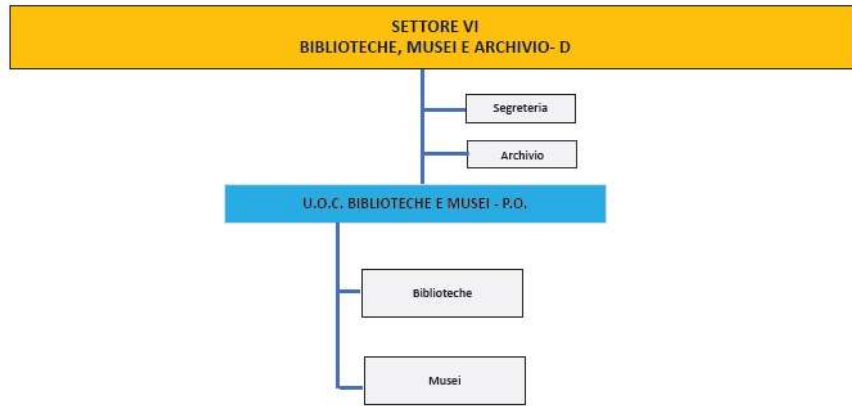 SETTORE VI
BIBLIOTECHE, MUSEI E ARCHIVIO- D
Segreteria
Archivio
U.O.C. BIBLIOTECHE E MUSEI - P.O.
Biblioteche
Musei